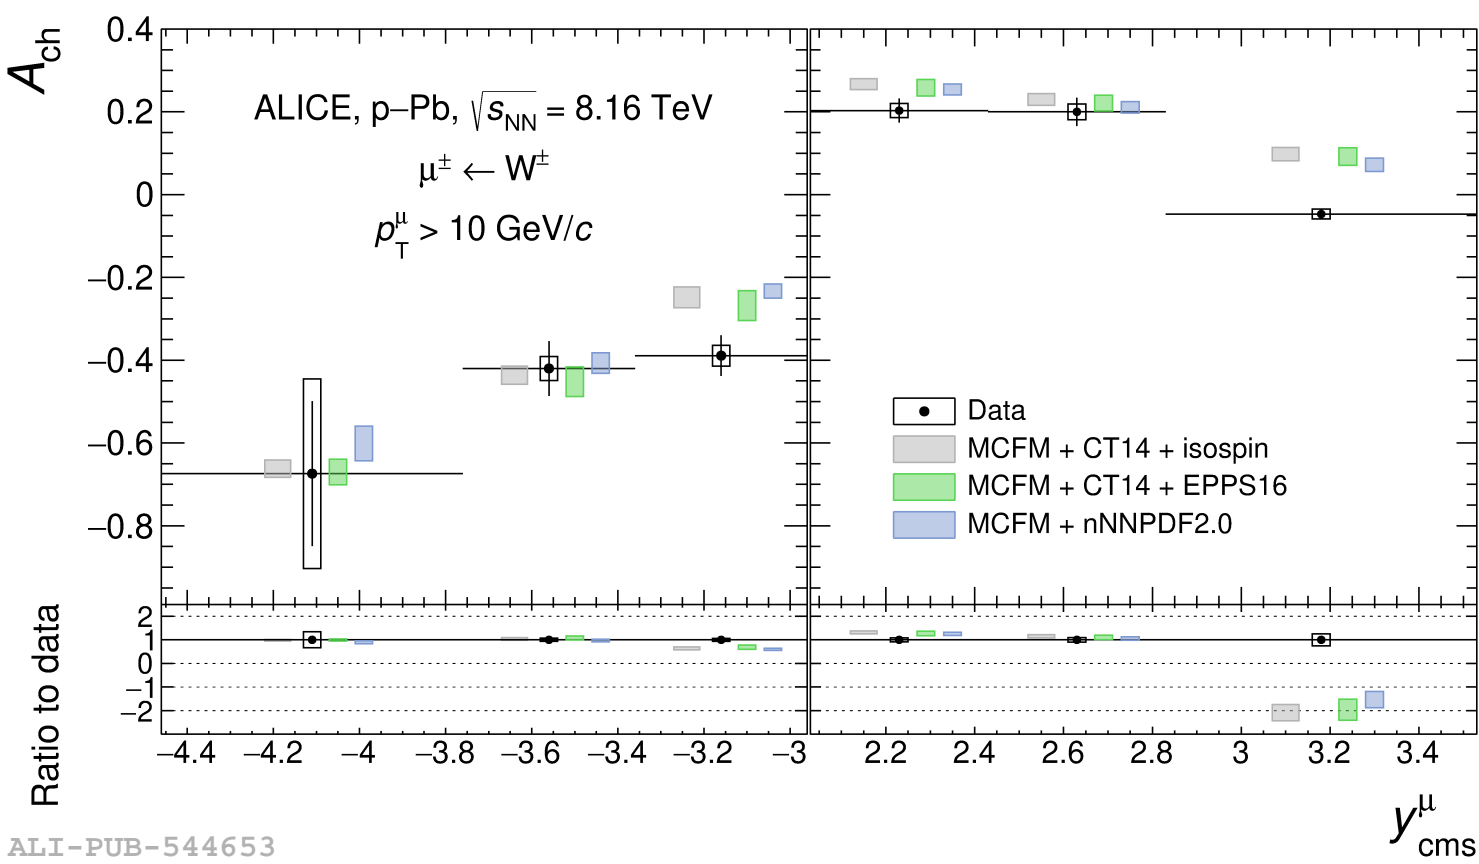 A_ch
0.4
0.2
0
−0.2
−0.4
−0.6
−0.8
ALICE, p–Pb, √s_NN = 8.16 TeV
μ^± ← W^±
p_T^μ > 10 GeV/c
Data
MCFM + CT14 + isospin
MCFM + CT14 + EPPS16
MCFM + nNNPDF2.0
Ratio to data
2
1
0
−1
−2
−4.4 −4.2 −4 −3.8 −3.6 −3.4 −3.2 −3 2.2 2.4 2.6 2.8 3 3.2 3.4
y_cms^μ
ALI-PUB-544653